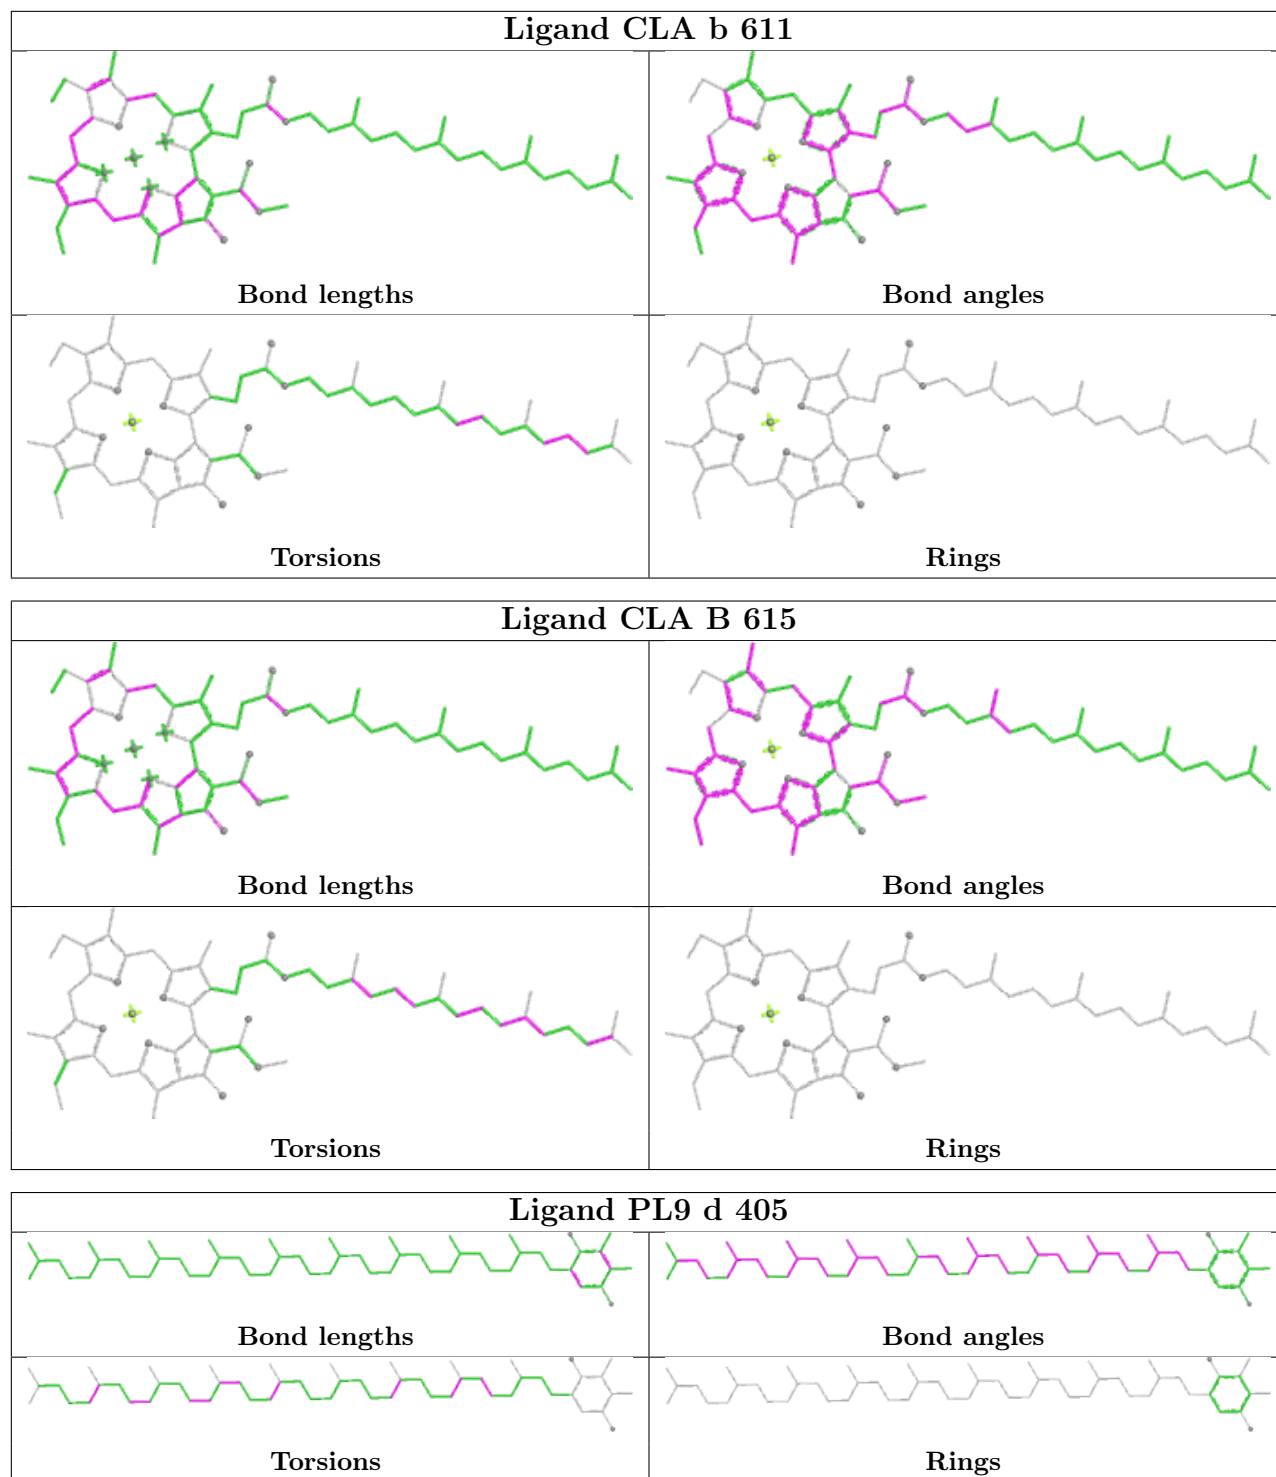 Ligand CLA b 611
Bond lengths
Bond angles
Torsions
Rings
Ligand CLA B 615
Bond lengths
Bond angles
Torsions
Rings
Ligand PL9 d 405
Bond lengths
Bond angles
Torsions
Rings